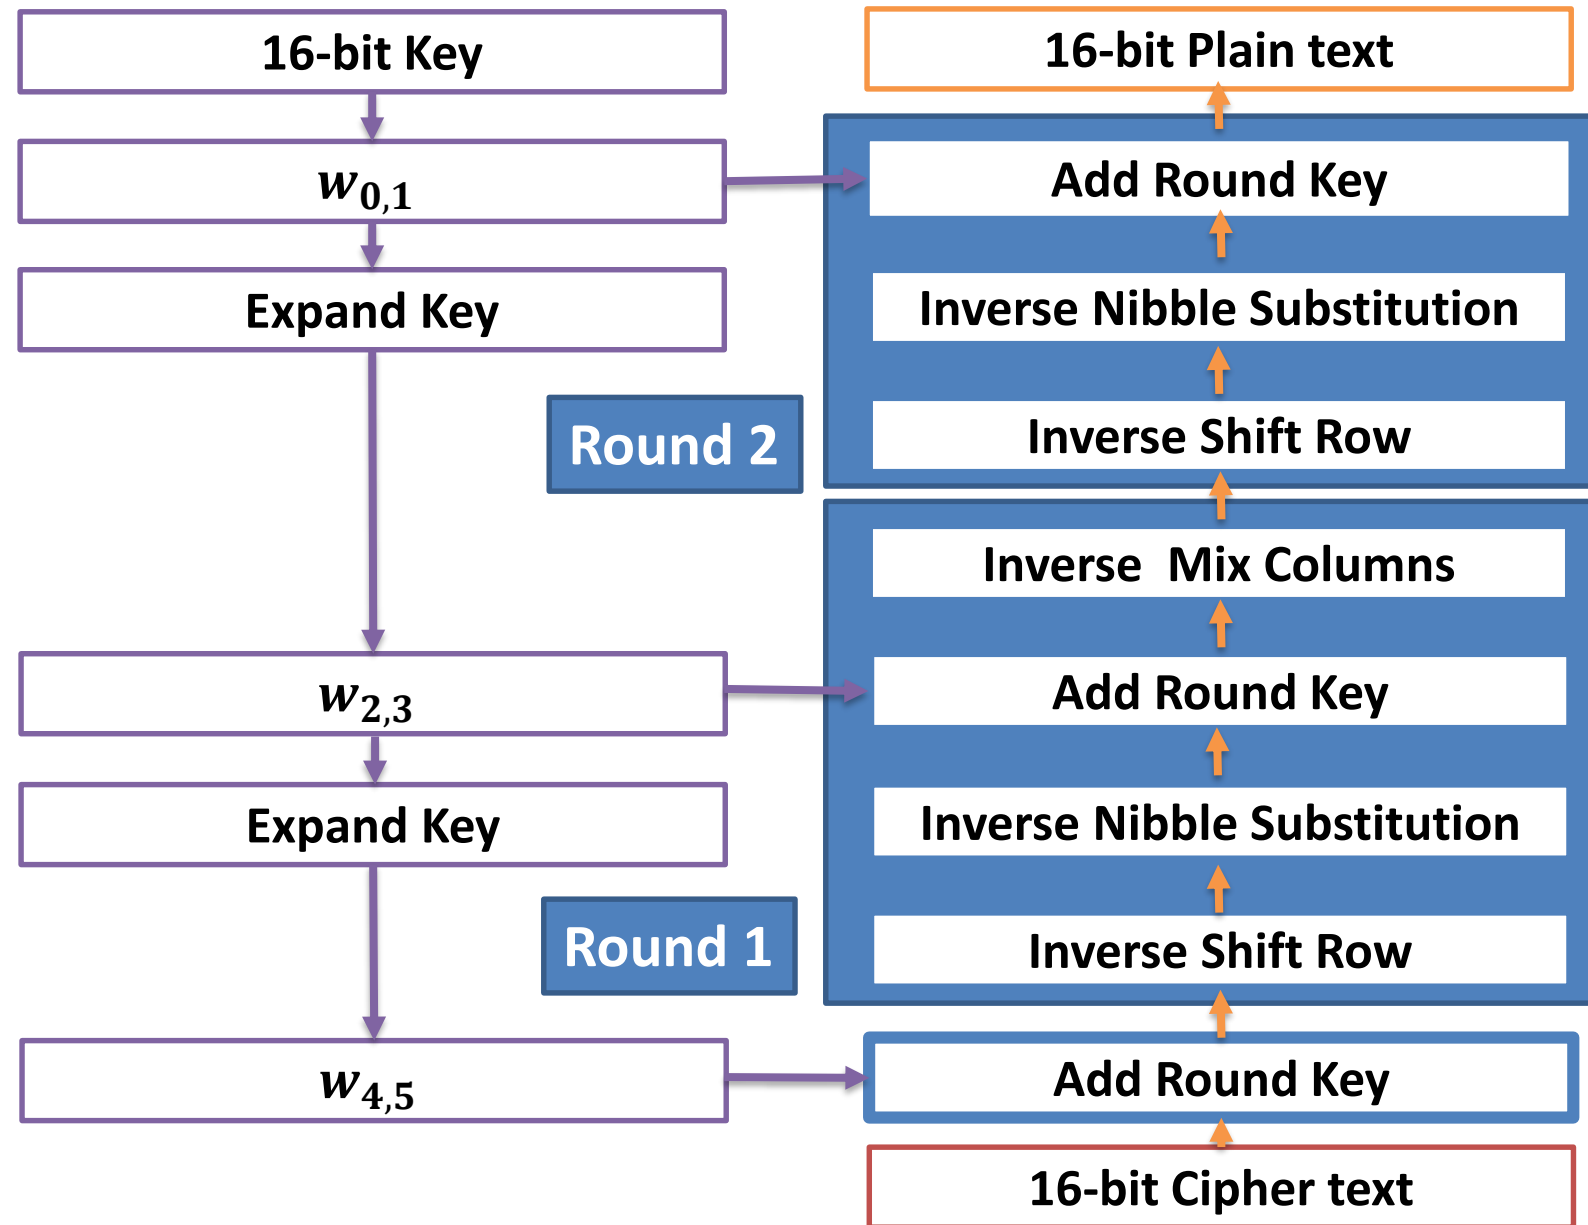 16-bit Key
w0,1
Expand Key
w2,3
Expand Key
w4,5
Round 2
Round 1
16-bit Plain text
Add Round Key
Inverse Nibble Substitution
Inverse Shift Row
Inverse Mix Columns
Add Round Key
Inverse Nibble Substitution
Inverse Shift Row
Add Round Key
16-bit Cipher text